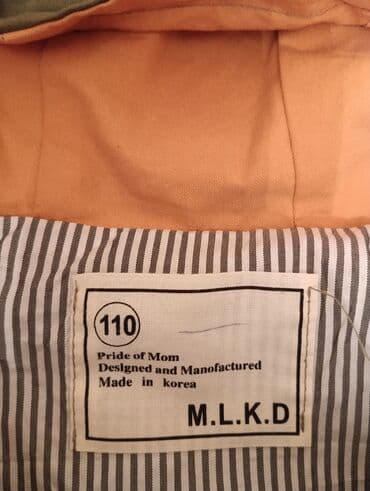 110
Pride of Mom
Designed and Manofactured
Made in korea
M.L.K.D